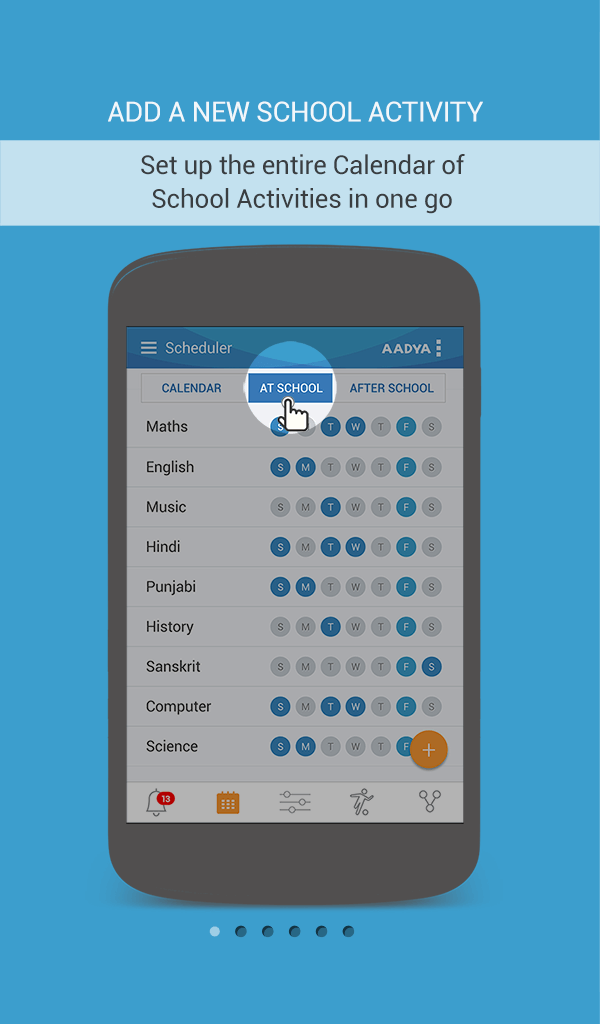 ADD A NEW SCHOOL ACTIVITY
Set up the entire Calendar of
School Activities in one go
Scheduler AADYA
CALENDAR AT SCHOOL AFTER SCHOOL
Maths S T W T F S
English S M T W T F S
Music S M T W T F S
Hindi S M T W T F S
Punjabi S M T W T F S
History S M T W T F S
Sanskrit S M T W T F S
Computer S M T W T F S
Science S M T W T F
13